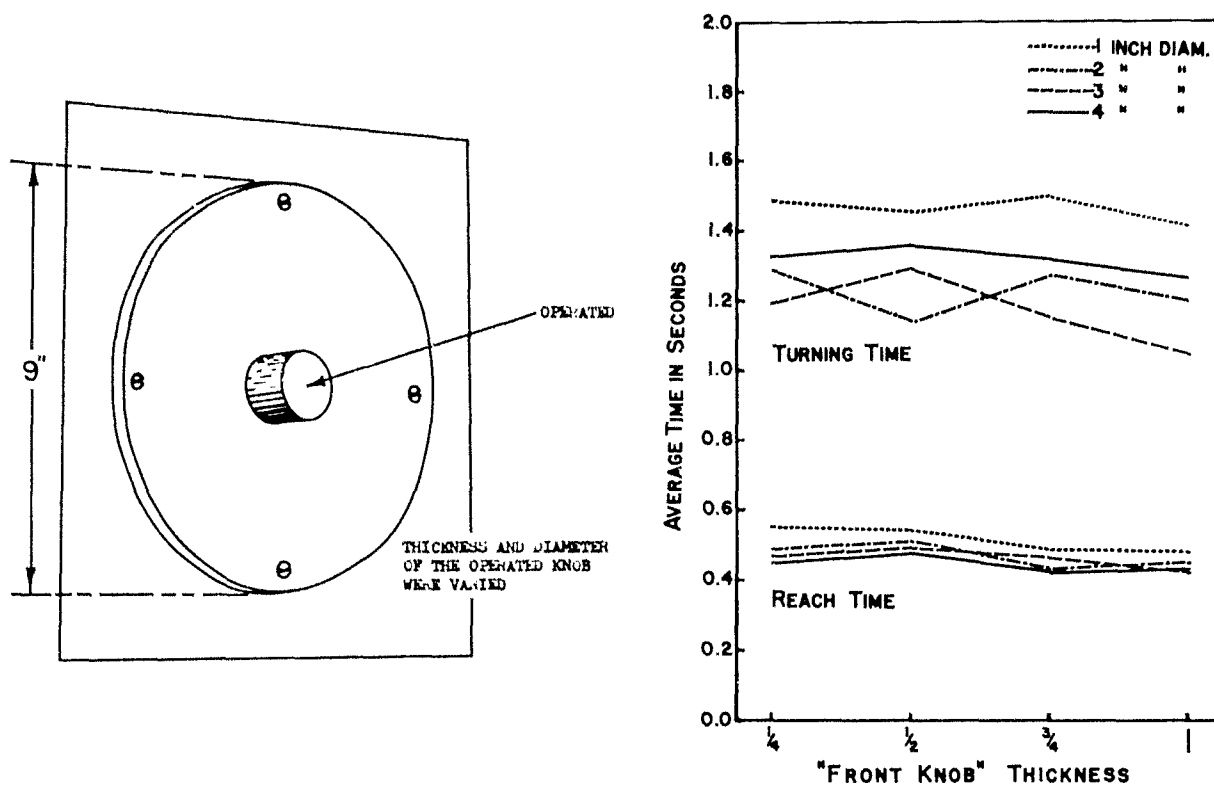 9"
OPERATED
THICKNESS AND DIAMETER
OF THE OPERATED KNOB
WERE VARIED
2.0
1.8
1.6
1.4
1.2
1.0
0.8
0.6
0.4
0.2
0.0
AVERAGE TIME IN SECONDS
1 INCH DIAM.
2 " "
3 " "
4 " "
TURNING TIME
REACH TIME
1/4
1/2
3/4
1
"FRONT KNOB" THICKNESS